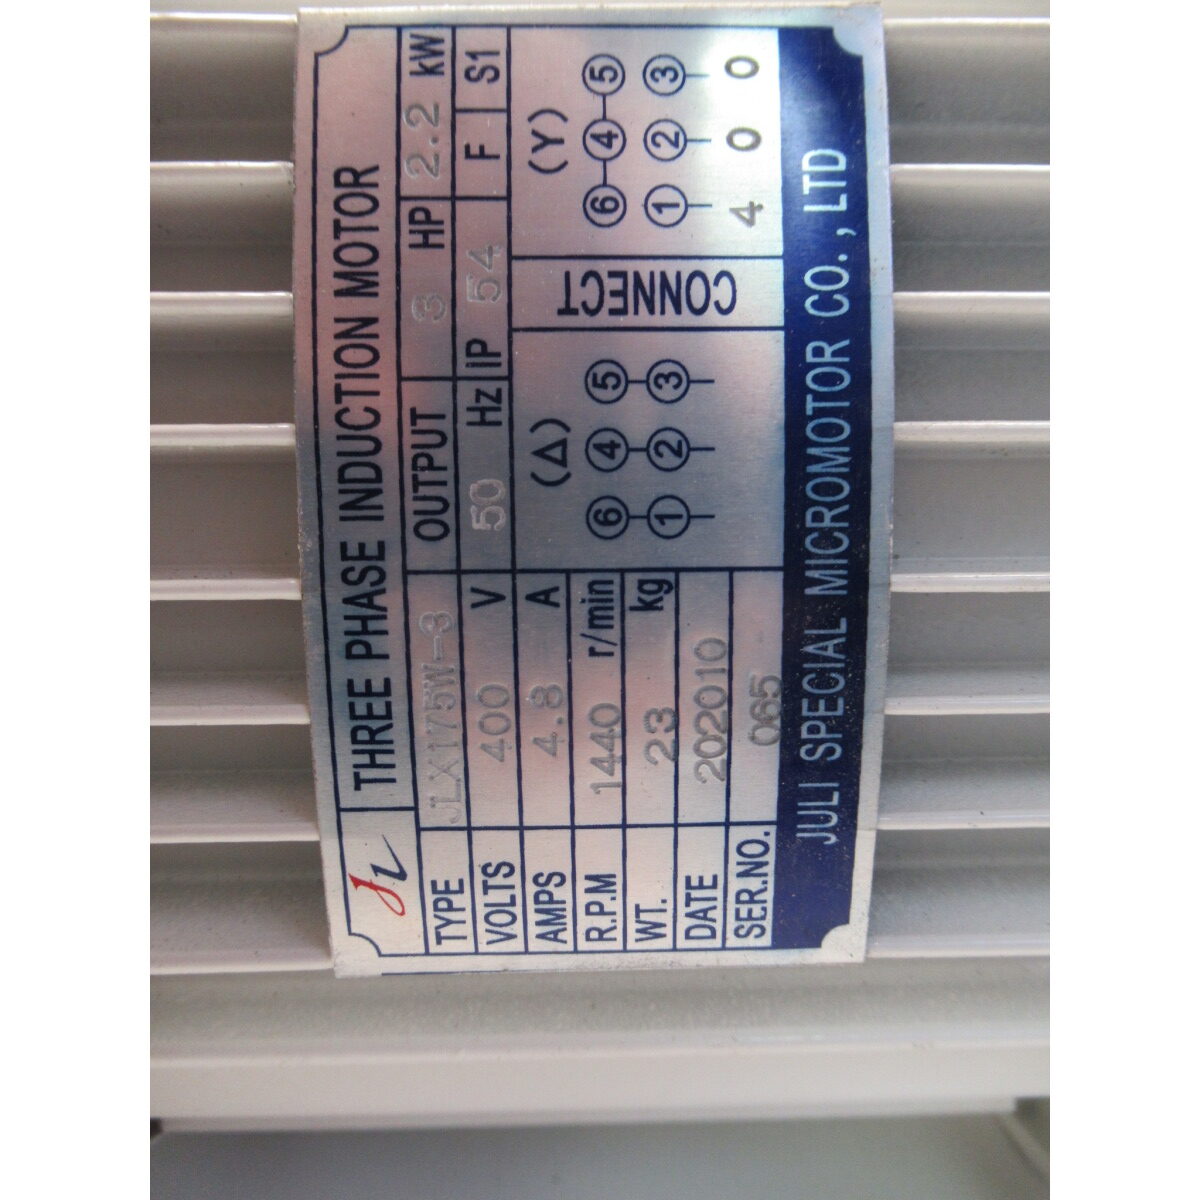 JL THREE PHASE INDUCTION MOTOR
TYPE JLX175W-3 OUTPUT 3 HP 2.2 kW
VOLTS 400 V 50 Hz IP 54 F S1
AMPS 4.8 A
R.P.M 1440 r/min
WT. 23 kg
DATE 202010
SER.NO. 065
(Δ)
⑥ ④ ⑤
① ② ③
CONNECT
(Y)
⑥ ④ ⑤
① ② ③
4 0 0
JULI SPECIAL MICROMOTOR CO., LTD